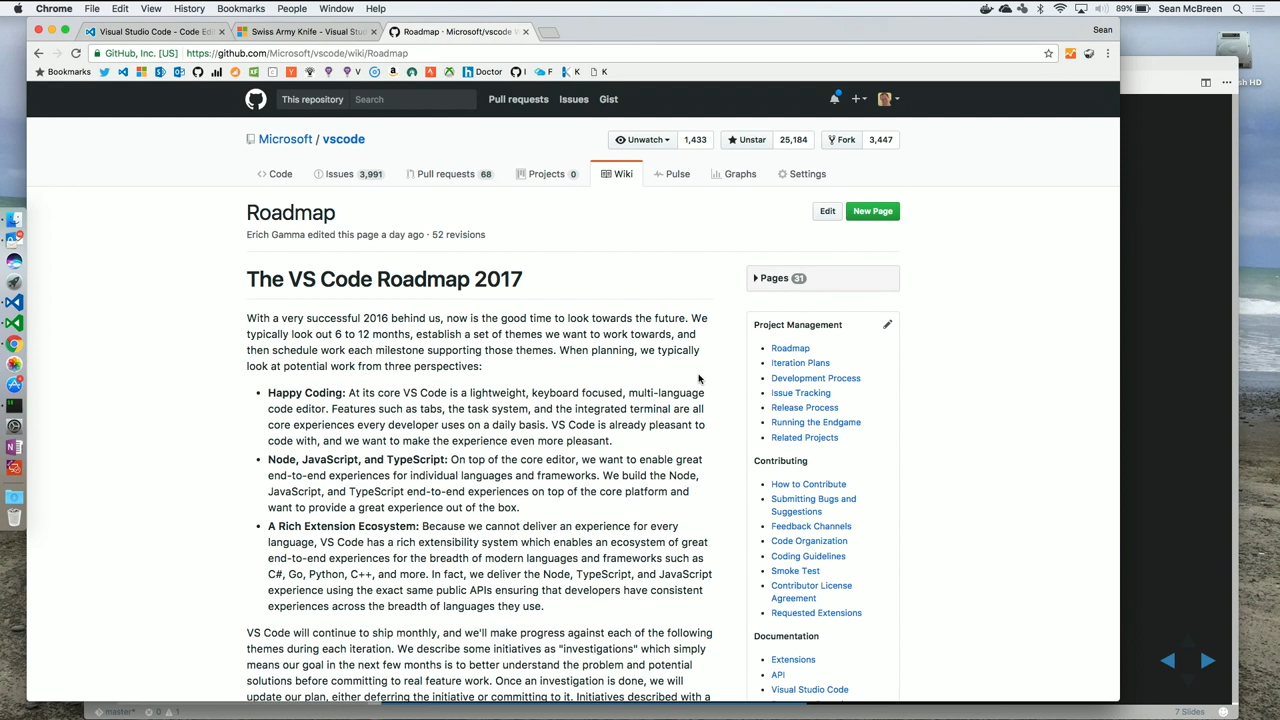 Chrome File Edit View History Bookmarks People Window Help
89% Sean McBreen
Visual Studio Code - Code Edi
Swiss Army Knife - Visual Stu
Roadmap · Microsoft/vscode
Sean
GitHub, Inc. [US] https://github.com/Microsoft/vscode/wiki/Roadmap
Bookmarks
Doctor
I
F
K
K
V
sh HD
This repository Search Pull requests Issues Gist
Microsoft / vscode
Unwatch 1,433 Unstar 25,184 Fork 3,447
Code Issues 3,991 Pull requests 68 Projects 0 Wiki Pulse Graphs Settings
Roadmap
Edit New Page
Erich Gamma edited this page a day ago · 52 revisions
The VS Code Roadmap 2017
With a very successful 2016 behind us, now is the good time to look towards the future. We
typically look out 6 to 12 months, establish a set of themes we want to work towards, and
then schedule work each milestone supporting those themes. When planning, we typically
look at potential work from three perspectives:
• Happy Coding: At its core VS Code is a lightweight, keyboard focused, multi-language
code editor. Features such as tabs, the task system, and the integrated terminal are all
core experiences every developer uses on a daily basis. VS Code is already pleasant to
code with, and we want to make the experience even more pleasant.
• Node, JavaScript, and TypeScript: On top of the core editor, we want to enable great
end-to-end experiences for individual languages and frameworks. We build the Node,
JavaScript, and TypeScript end-to-end experiences on top of the core platform and
want to provide a great experience out of the box.
• A Rich Extension Ecosystem: Because we cannot deliver an experience for every
language, VS Code has a rich extensibility system which enables an ecosystem of great
end-to-end experiences for the breadth of modern languages and frameworks such as
C#, Go, Python, C++, and more. In fact, we deliver the Node, TypeScript, and JavaScript
experience using the exact same public APIs ensuring that developers have consistent
experiences across the breadth of languages they use.
VS Code will continue to ship monthly, and we'll make progress against each of the following
themes during each iteration. We describe some initiatives as "investigations" which simply
means our goal in the next few months is to better understand the problem and potential
solutions before committing to real feature work. Once an investigation is done, we will
update our plan, either deferring the initiative or committing to it. Initiatives described with a
Pages 31
Project Management
• Roadmap
• Iteration Plans
• Development Process
• Issue Tracking
• Release Process
• Running the Endgame
• Related Projects
Contributing
• How to Contribute
• Submitting Bugs and
Suggestions
• Feedback Channels
• Code Organization
• Coding Guidelines
• Smoke Test
• Contributor License
Agreement
• Requested Extensions
Documentation
• Extensions
• API
• Visual Studio Code
master* 0 1
7 Slides